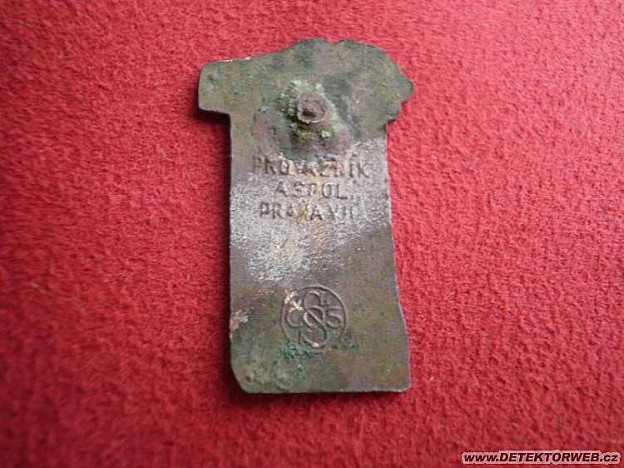 PROVAZNÍK
A SPOL.
PRAHA VII
www.DETEKTORWEB.cz